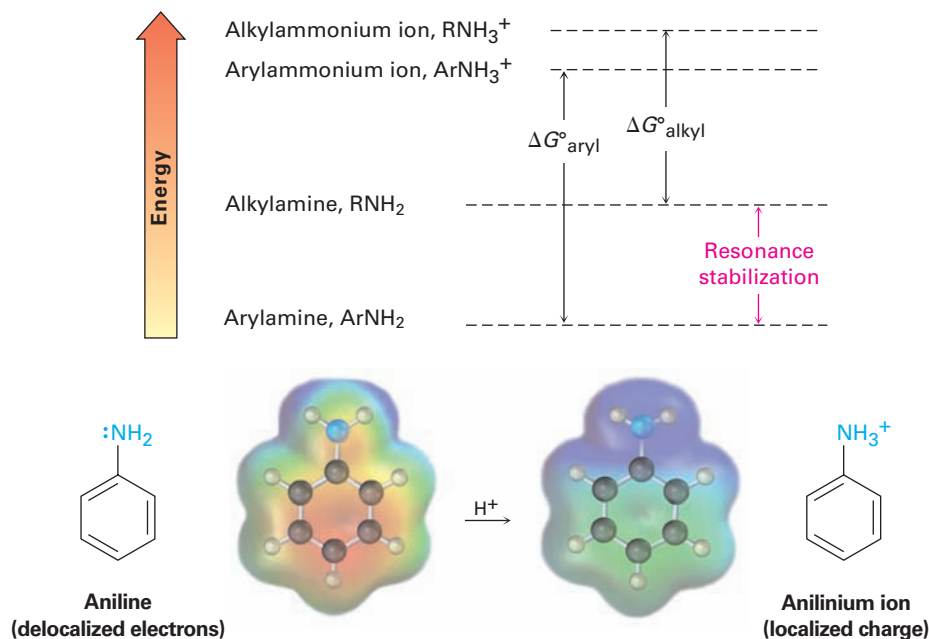 Alkylammonium ion, RNH₃⁺
Arylammonium ion, ArNH₃⁺
ΔG°aryl
ΔG°alkyl
Energy
Alkylamine, RNH₂
Resonance
stabilization
Arylamine, ArNH₂
:NH₂
H⁺
NH₃⁺
Aniline
(delocalized electrons)
Anilinium ion
(localized charge)